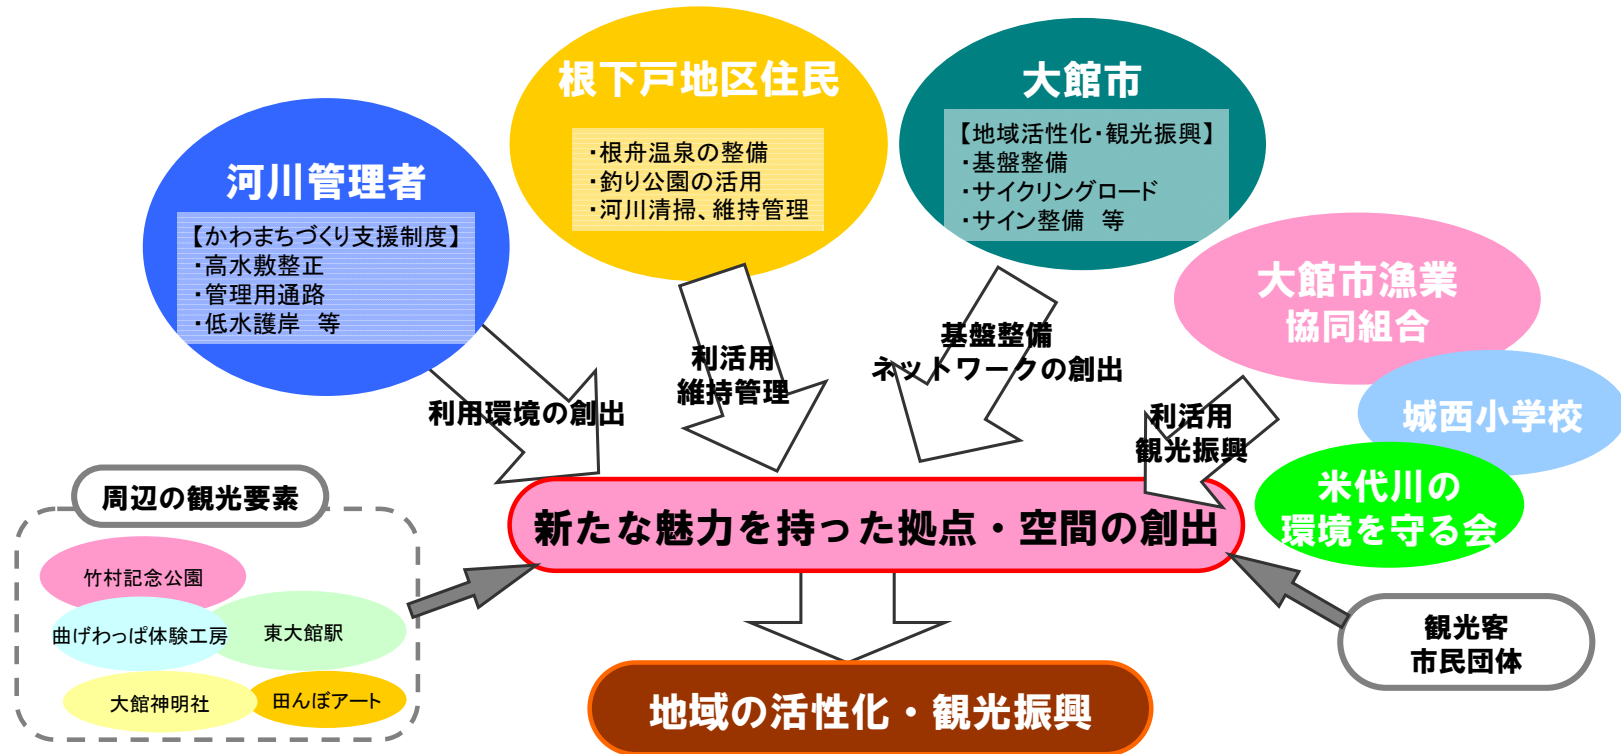 河川管理者
【かわまちづくり支援制度】
・高水敷整正
・管理用通路
・低水護岸　等
根下戸地区住民
・根舟温泉の整備
・釣り公園の活用
・河川清掃、維持管理
大館市
【地域活性化・観光振興】
・基盤整備
・サイクリングロード
・サイン整備　等
大館市漁業
協同組合
城西小学校
米代川の
環境を守る会
利用環境の創出
利活用
維持管理
基盤整備
ネットワークの創出
利活用
観光振興
周辺の観光要素
竹村記念公園
曲げわっぱ体験工房
東大館駅
大館神明社
田んぼアート
新たな魅力を持った拠点・空間の創出
観光客
市民団体
地域の活性化・観光振興